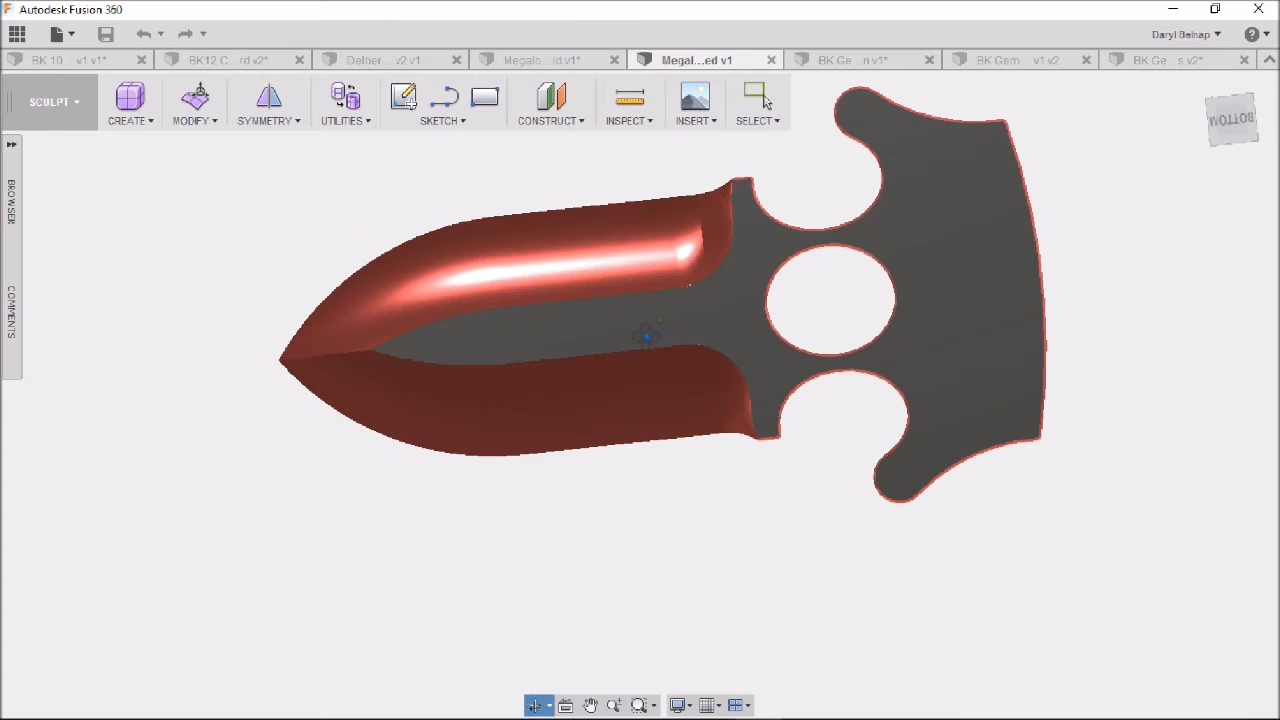 Autodesk Fusion 360
Daryl Belnap
BK 10 ... v1 v1*
BK12 C...rd v2*
Delber... v2 v1
Megalo...ld v1*
Megal...ed v1
BK Ge...n v1*
BK Gem...n v1 v2
BK Ge...s v2*
SCULPT
CREATE
MODIFY
SYMMETRY
UTILITIES
SKETCH
CONSTRUCT
INSPECT
INSERT
SELECT
BOTTOM
BROWSER
COMMENTS